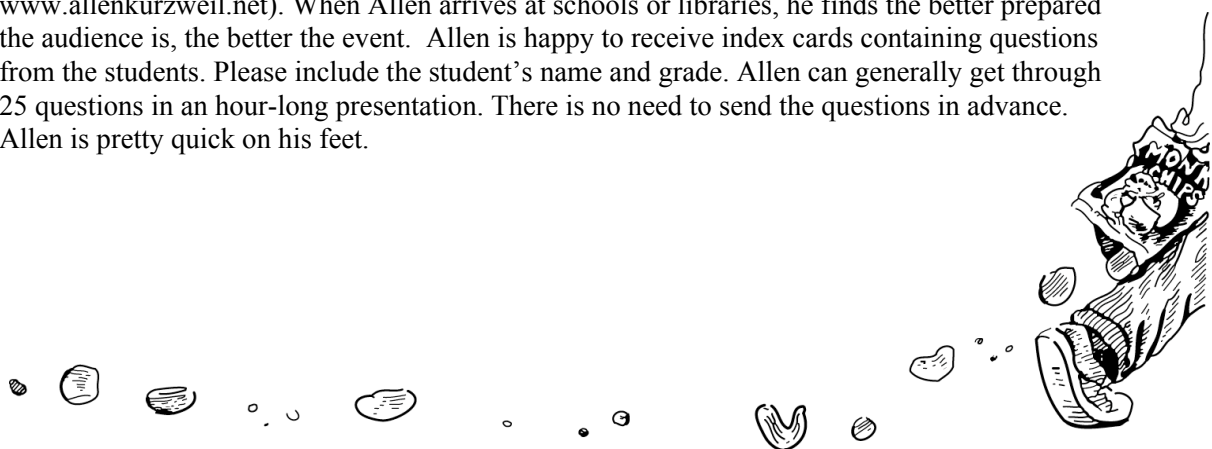 www.allenkurzweil.net). When Allen arrives at schools or libraries, he finds the better prepared
the audience is, the better the event.  Allen is happy to receive index cards containing questions
from the students. Please include the student’s name and grade. Allen can generally get through
25 questions in an hour-long presentation. There is no need to send the questions in advance.
Allen is pretty quick on his feet.
MONK
CHIPS